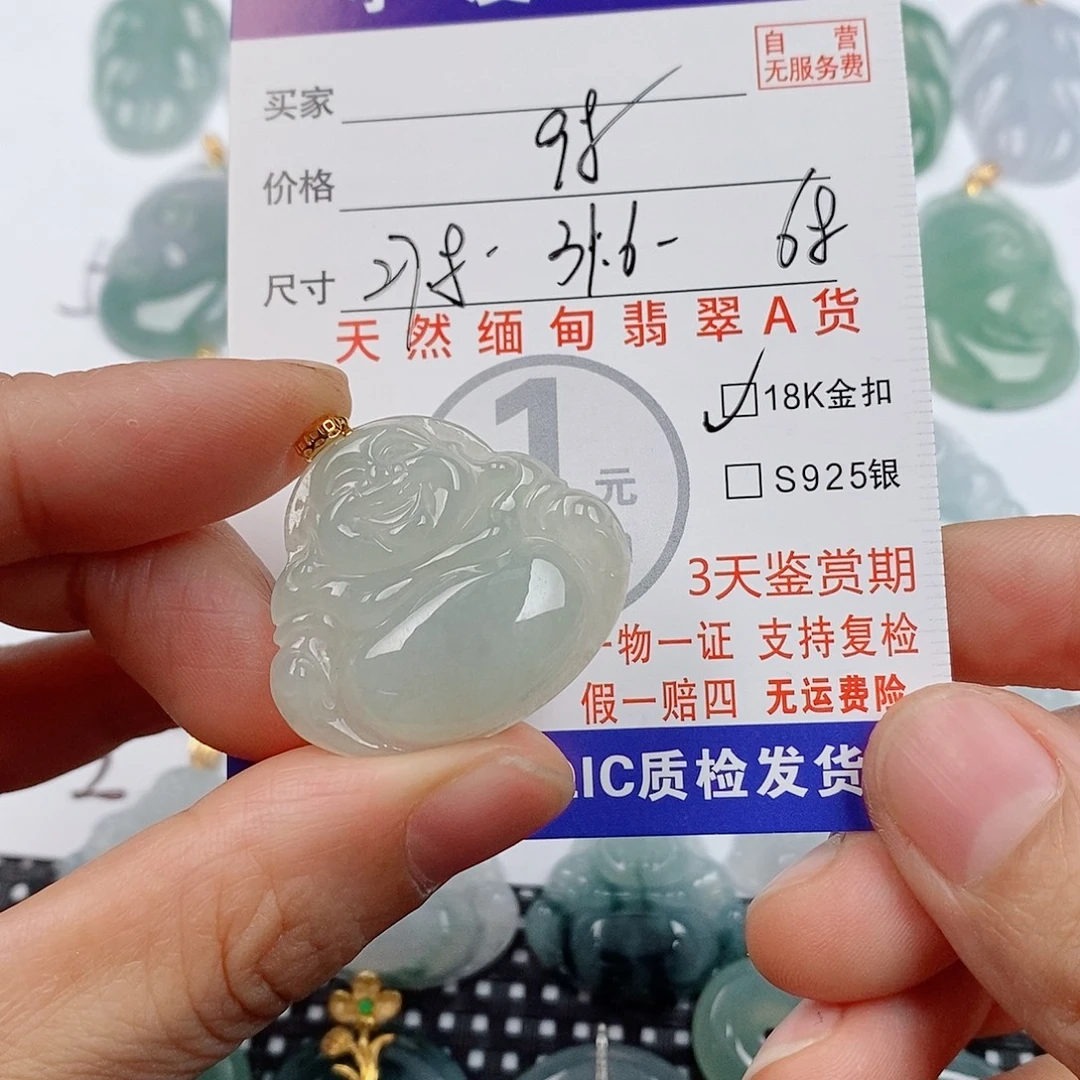 自营
无服务费
买家
价格
尺寸 31.6-
天然缅甸翡翠A货
1元
18K金扣
S925银
3天鉴赏期
物一证 支持复检
假一赔四 无运费险
IC质检发货